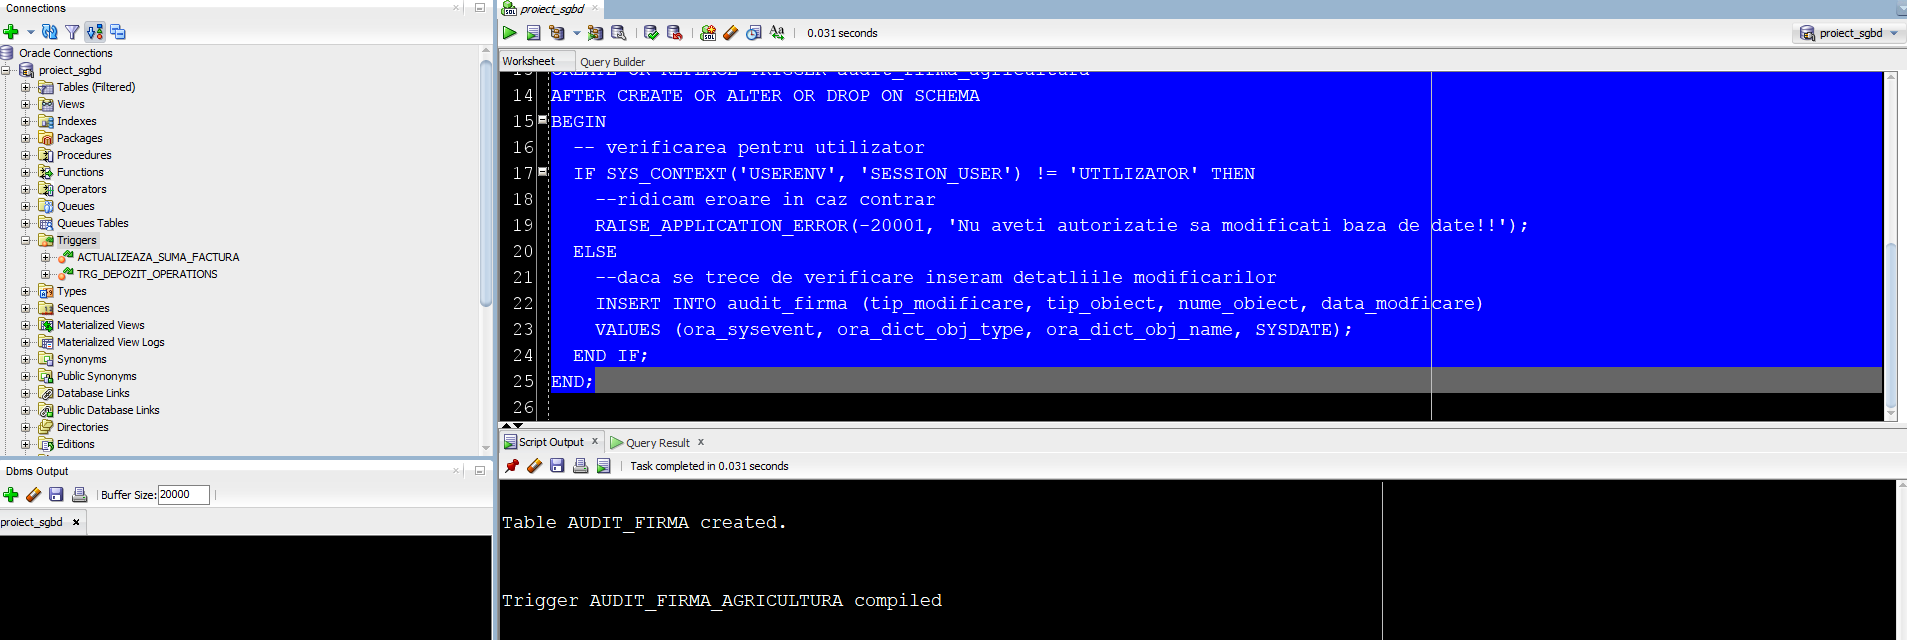 Connections
Oracle Connections
proiect_sgbd
Tables (Filtered)
Views
Indexes
Packages
Procedures
Functions
Operators
Queues
Queues Tables
Triggers
ACTUALIZEAZA_SUMA_FACTURA
TRG_DEPOZIT_OPERATIONS
Types
Sequences
Materialized Views
Materialized View Logs
Synonyms
Public Synonyms
Database Links
Public Database Links
Directories
Editions
Dbms Output
Buffer Size: 20000
proiect_sgbd
proiect_sgbd
0.031 seconds
proiect_sgbd
Worksheet Query Builder
13 CREATE OR REPLACE TRIGGER audit_firma_agricultura
14 AFTER CREATE OR ALTER OR DROP ON SCHEMA
15 BEGIN
16 -- verificarea pentru utilizator
17 IF SYS_CONTEXT('USERENV', 'SESSION_USER') != 'UTILIZATOR' THEN
18 --ridicam eroare in caz contrar
19 RAISE_APPLICATION_ERROR(-20001, 'Nu aveti autorizatie sa modificati baza de date!!');
20 ELSE
21 --daca se trece de verificare inseram detatliile modificarilor
22 INSERT INTO audit_firma (tip_modificare, tip_obiect, nume_obiect, data_modficare)
23 VALUES (ora_sysevent, ora_dict_obj_type, ora_dict_obj_name, SYSDATE);
24 END IF;
25 END;
26
Script Output x Query Result x
Task completed in 0.031 seconds
Table AUDIT_FIRMA created.
Trigger AUDIT_FIRMA_AGRICULTURA compiled